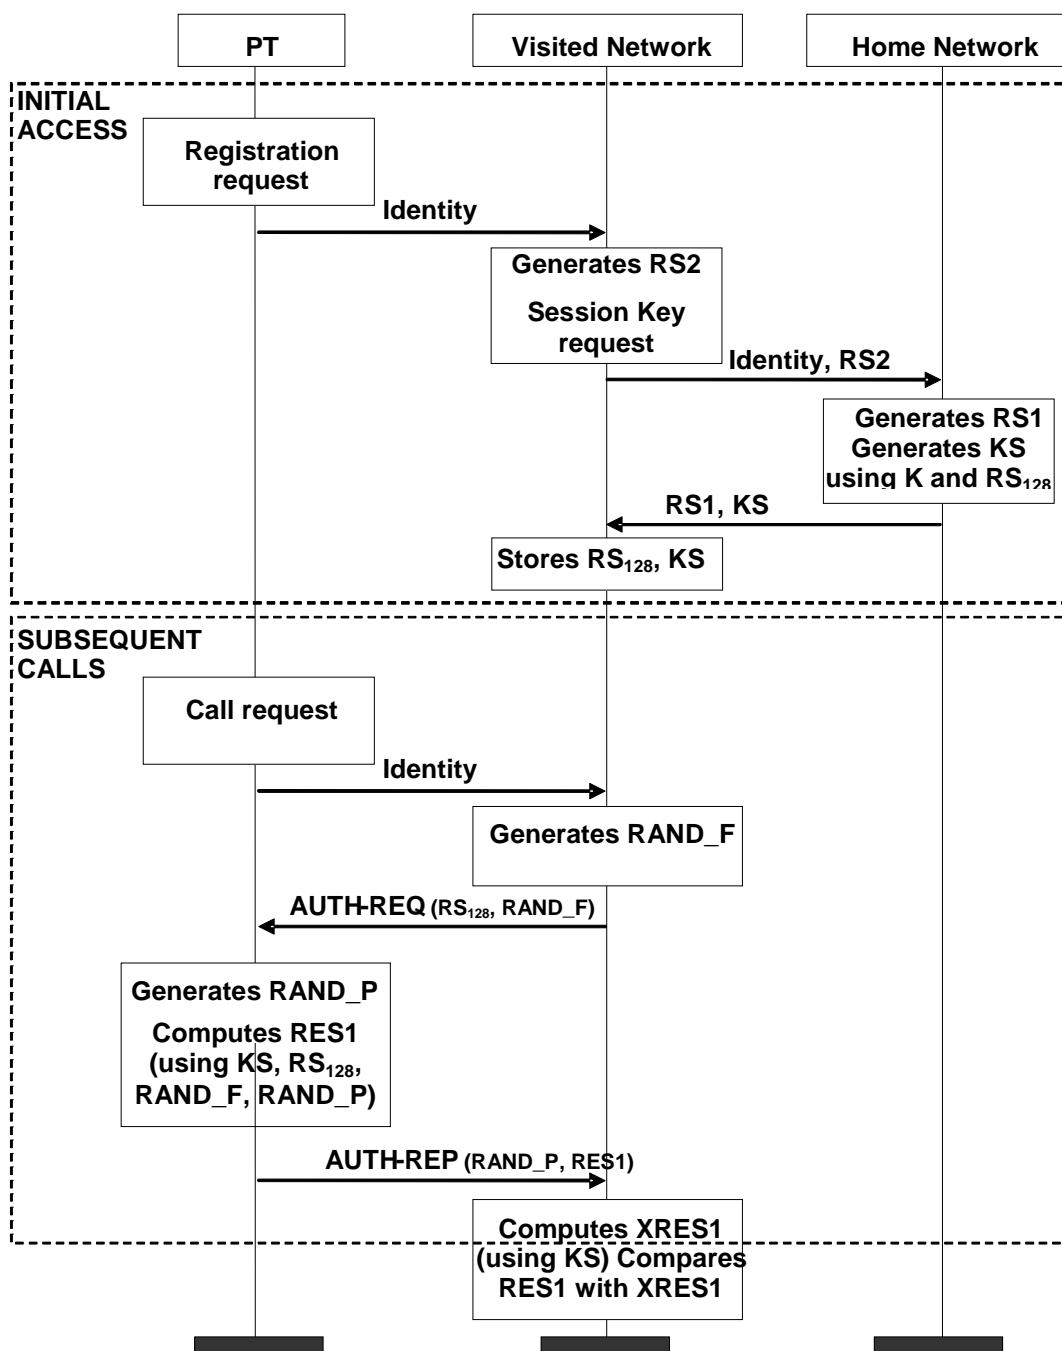 PT
Visited Network
Home Network
INITIAL
ACCESS
Registration
request
Identity
Generates RS2
Session Key
request
Identity, RS2
Generates RS1
Generates KS
using K and RS128
RS1, KS
Stores RS128, KS
SUBSEQUENT
CALLS
Call request
Identity
Generates RAND_F
AUTH-REQ (RS128, RAND_F)
Generates RAND_P
Computes RES1
(using KS, RS128,
RAND_F, RAND_P)
AUTH-REP (RAND_P, RES1)
Computes XRES1
(using KS) Compares
RES1 with XRES1